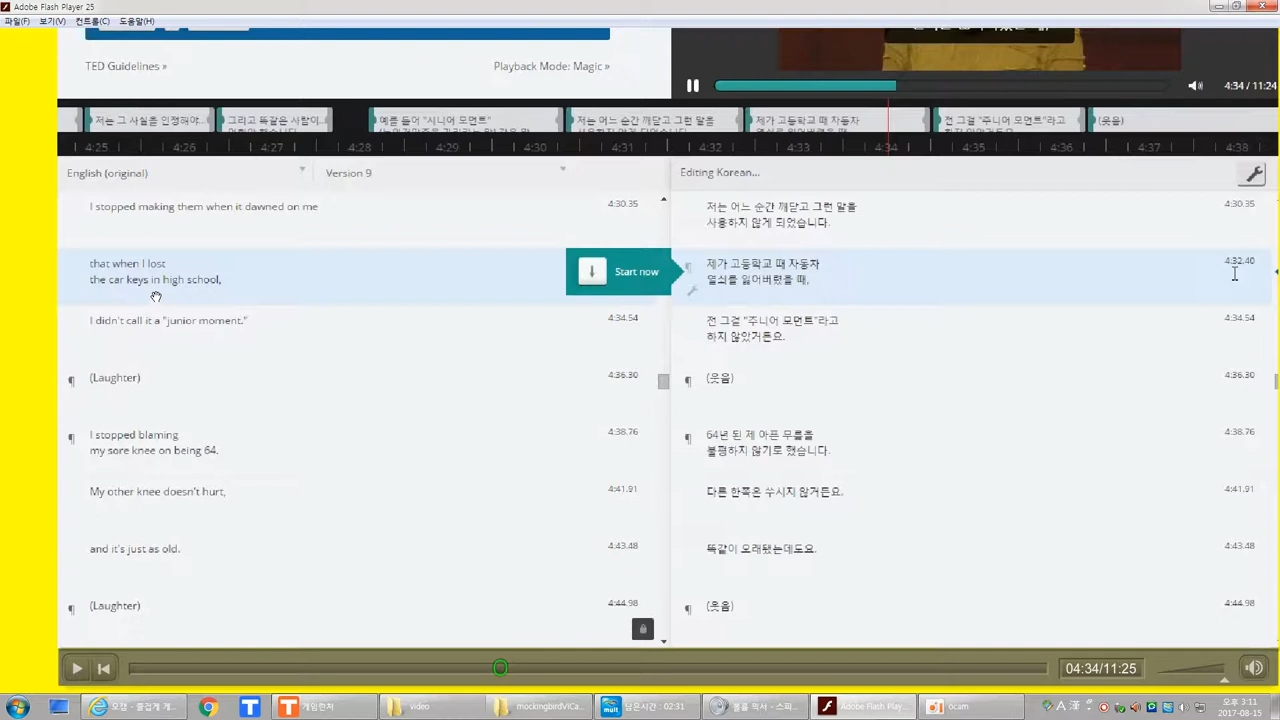 Adobe Flash Player 25
파일(F) 보기(V) 컨트롤(C) 도움말(H)
TED Guidelines »
Playback Mode: Magic »
4:34 / 11:24
저는 그 사실을 인정해야...
그리고 똑같은 사람이...
예를 들어 "시니어 모먼트"
저는 어느 순간 깨닫고 그런 말을
제가 고등학교 때 자동차
전 그걸 "주니어 모먼트"라고
(웃음)
4:25 4:26 4:27 4:28 4:29 4:30 4:31 4:32 4:33 4:34 4:35 4:36 4:37 4:38
English (original)
Version 9
Editing Korean...
I stopped making them when it dawned on me
4:30.35
저는 어느 순간 깨닫고 그런 말을
사용하지 않게 되었습니다.
that when I lost
the car keys in high school,
Start now
제가 고등학교 때 자동차
열쇠를 잃어버렸을 때,
4:32.40
I didn't call it a "junior moment."
4:34.54
전 그걸 "주니어 모먼트"라고
하지 않았거든요.
4:34.54
(Laughter)
4:36.30
(웃음)
4:36.30
I stopped blaming
my sore knee on being 64.
4:38.76
64년 된 제 아픈 무릎을
불평하지 않기로 했습니다.
4:38.76
My other knee doesn't hurt,
4:41.91
다른 한쪽은 쑤시지 않거든요.
4:41.91
and it's just as old.
4:43.48
똑같이 오래됐는데도요.
4:43.48
(Laughter)
4:44.98
(웃음)
4:44.98
04:34/11:25
오캠 - 즐겁게 계...
게임런처
video
mockingbirdViCa...
mult
남은시간 : 02:31
Adobe Flash Play...
ocam
A 漢
오후 3:11
2017-08-15